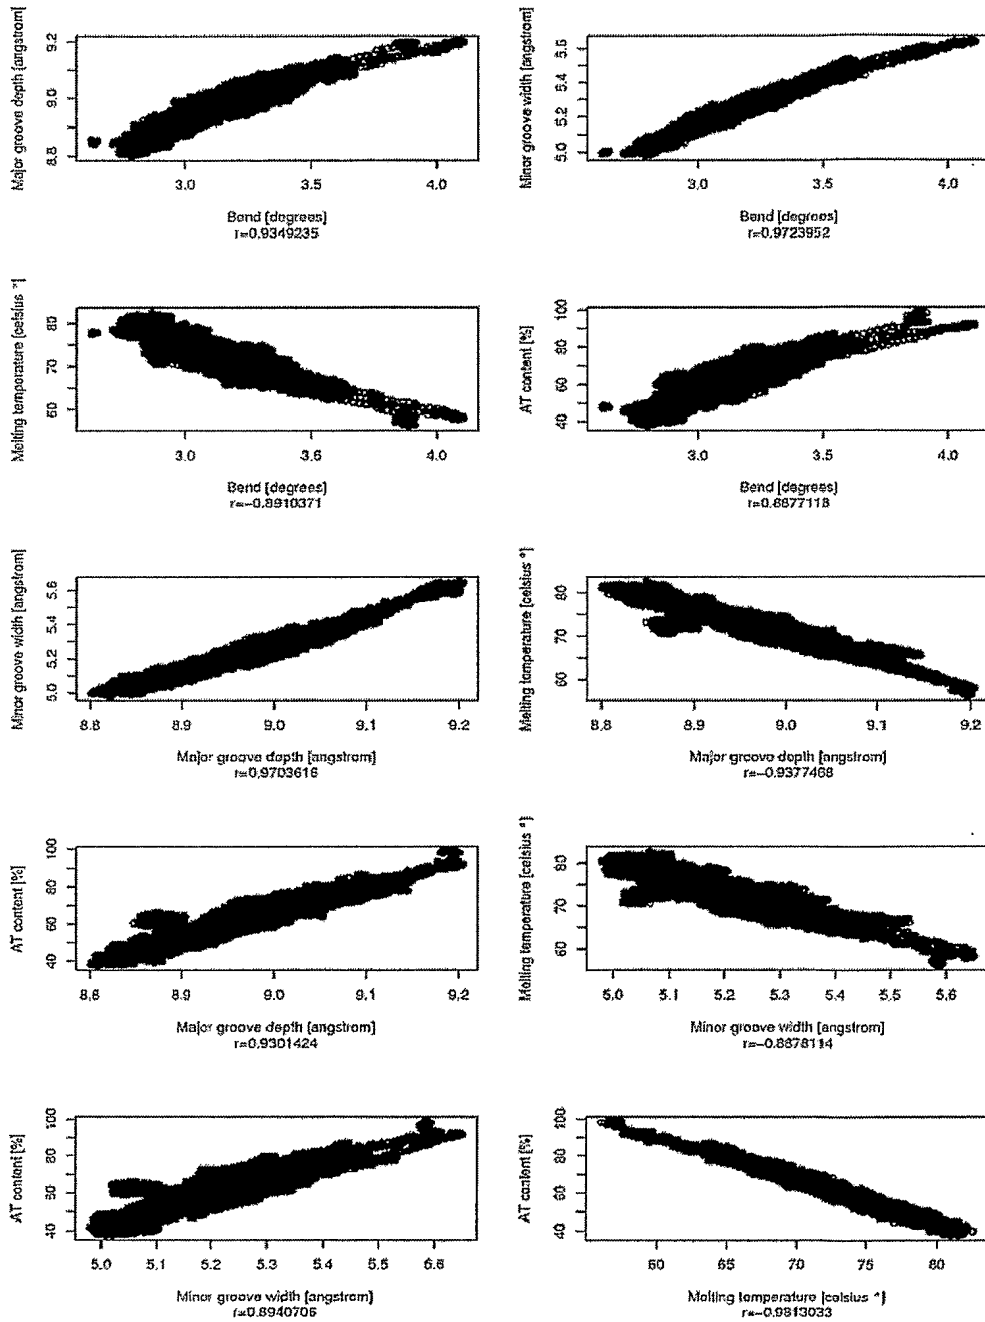 Major groove depth [angstrom]
9.2
9.0
8.8
3.0 3.5 4.0
Bend [degrees]
r=0.9349235
Minor groove width [angstrom]
5.6
5.4
5.2
5.0
3.0 3.5 4.0
Bend [degrees]
r=0.9723952
Melting temperature [celsius °]
80
70
60
3.0 3.5 4.0
Bend [degrees]
r=-0.8910371
AT content [%]
100
80
60
40
3.0 3.5 4.0
Bend [degrees]
r=0.8877118
Minor groove width [angstrom]
5.6
5.4
5.2
5.0
8.8 8.9 9.0 9.1 9.2
Major groove depth [angstrom]
r=0.9703616
Melting temperature [celsius °]
80
70
60
8.8 8.9 9.0 9.1 9.2
Major groove depth [angstrom]
r=-0.9377468
AT content [%]
100
80
60
40
8.8 8.9 9.0 9.1 9.2
Major groove depth [angstrom]
r=0.9301424
Melting temperature [celsius °]
80
70
60
5.0 5.1 5.2 5.3 5.4 5.5 5.6
Minor groove width [angstrom]
r=-0.8878114
AT content [%]
100
80
60
40
5.0 5.1 5.2 5.3 5.4 5.5 5.6
Minor groove width [angstrom]
r=0.8940706
AT content [%]
100
80
60
40
60 65 70 75 80
Melting temperature [celsius °]
r=-0.9813033